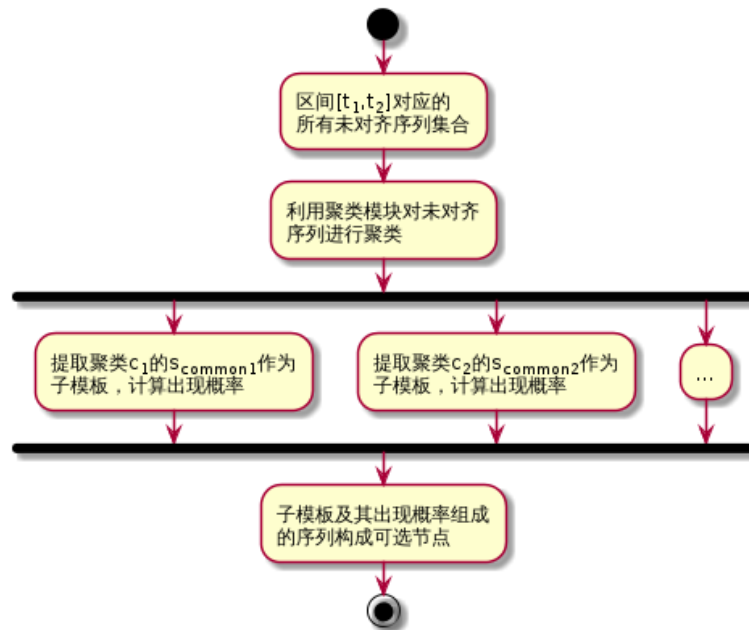 区间[t1,t2]对应的
所有未对齐序列集合
利用聚类模块对未对齐
序列进行聚类
提取聚类c1的scommon1作为
子模板，计算出现概率
提取聚类c2的scommon2作为
子模板，计算出现概率
...
子模板及其出现概率组成
的序列构成可选节点